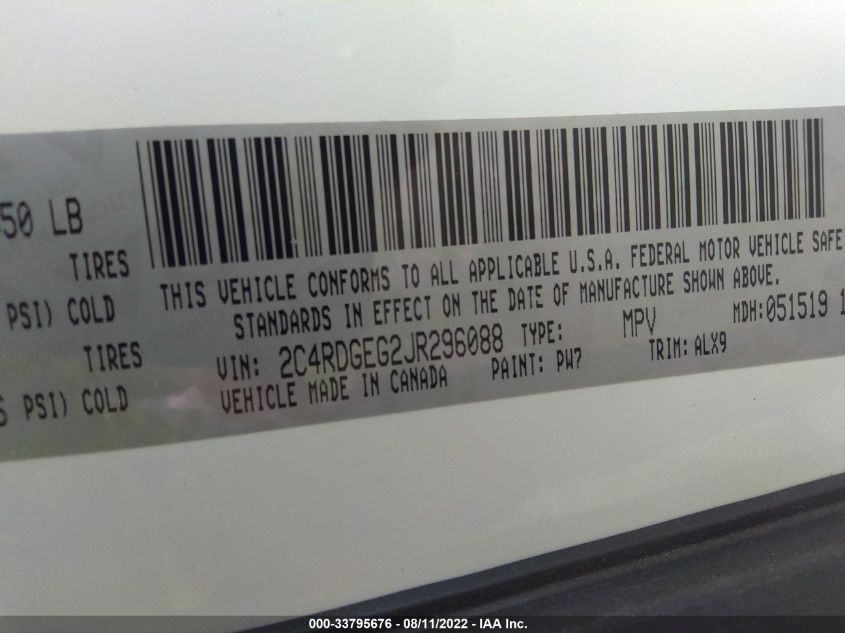 50 LB
TIRES
PSI) COLD
TIRES
PSI) COLD
THIS VEHICLE CONFORMS TO ALL APPLICABLE U.S.A. FEDERAL MOTOR VEHICLE SAFE
STANDARDS IN EFFECT ON THE DATE OF MANUFACTURE SHOWN ABOVE.
VIN: 2C4RDGEG2JR296088 TYPE: MPV MDH:051519 1
VEHICLE MADE IN CANADA PAINT: PW7 TRIM: ALX9
000-33795676 - 08/11/2022 - IAA Inc.